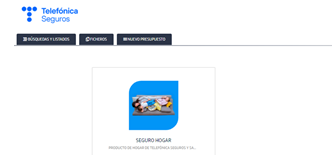 Telefónica
Seguros
BÚSQUEDAS Y LISTADOS FICHEROS NUEVO PRESUPUESTO
SEGURO HOGAR
PRODUCTO DE HOGAR DE TELEFÓNICA SEGUROS Y SA...